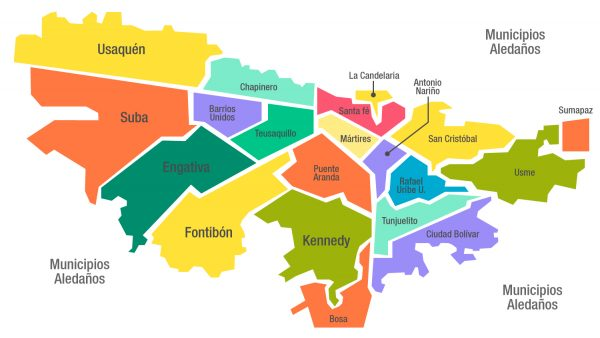 Usaquén
Municipios
Aledaños
La Candelaria
Antonio
Nariño
Chapinero
Suba
Barrios
Unidos
Santa fé
Sumapaz
Teusaquillo
Mártires
San Cristóbal
Engativa
Puente
Aranda
Rafael
Uribe U.
Usme
Fontibón
Kennedy
Tunjuelito
Ciudad Bolívar
Municipios
Aledaños
Municipios
Aledaños
Bosa